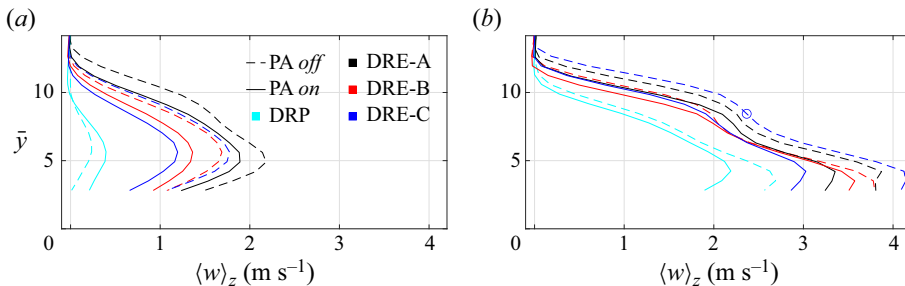 (a) (b)
PA off DRE-A
PA on DRE-B
DRP DRE-C
10 10
ȳ
5 5
0 1 2 3 4 0 1 2 3 4
⟨w⟩z (m s−1) ⟨w⟩z (m s−1)